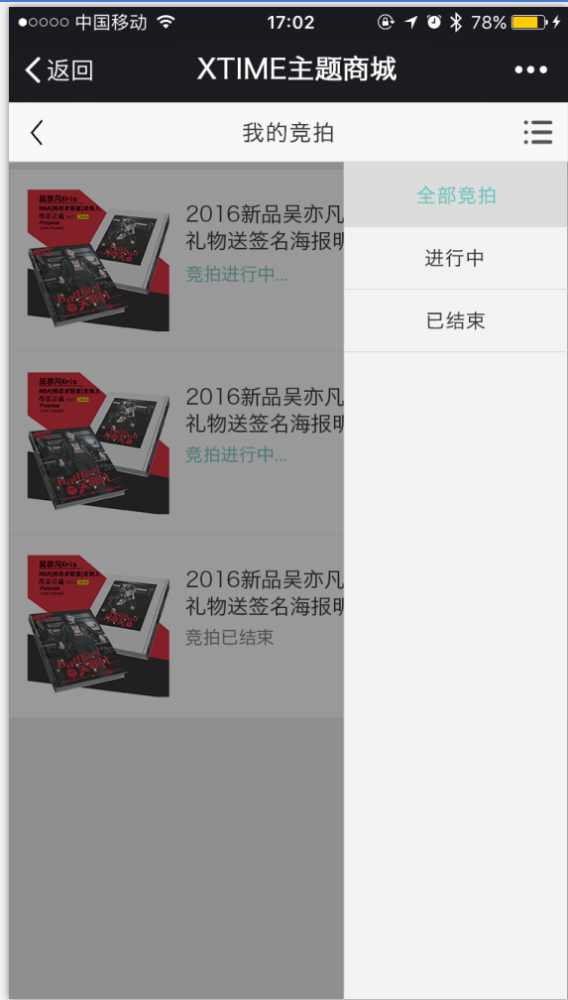 中国移动 17:02 78%
返回 XTIME主题商城
我的竞拍
全部竞拍
进行中
已结束
2016新品吴亦凡
礼物送签名海报明
竞拍进行中...
吴亦凡Kris
Purpose
2016新品吴亦凡
礼物送签名海报明
竞拍进行中...
吴亦凡Kris
Purpose
2016新品吴亦凡
礼物送签名海报明
竞拍已结束
吴亦凡Kris
Purpose